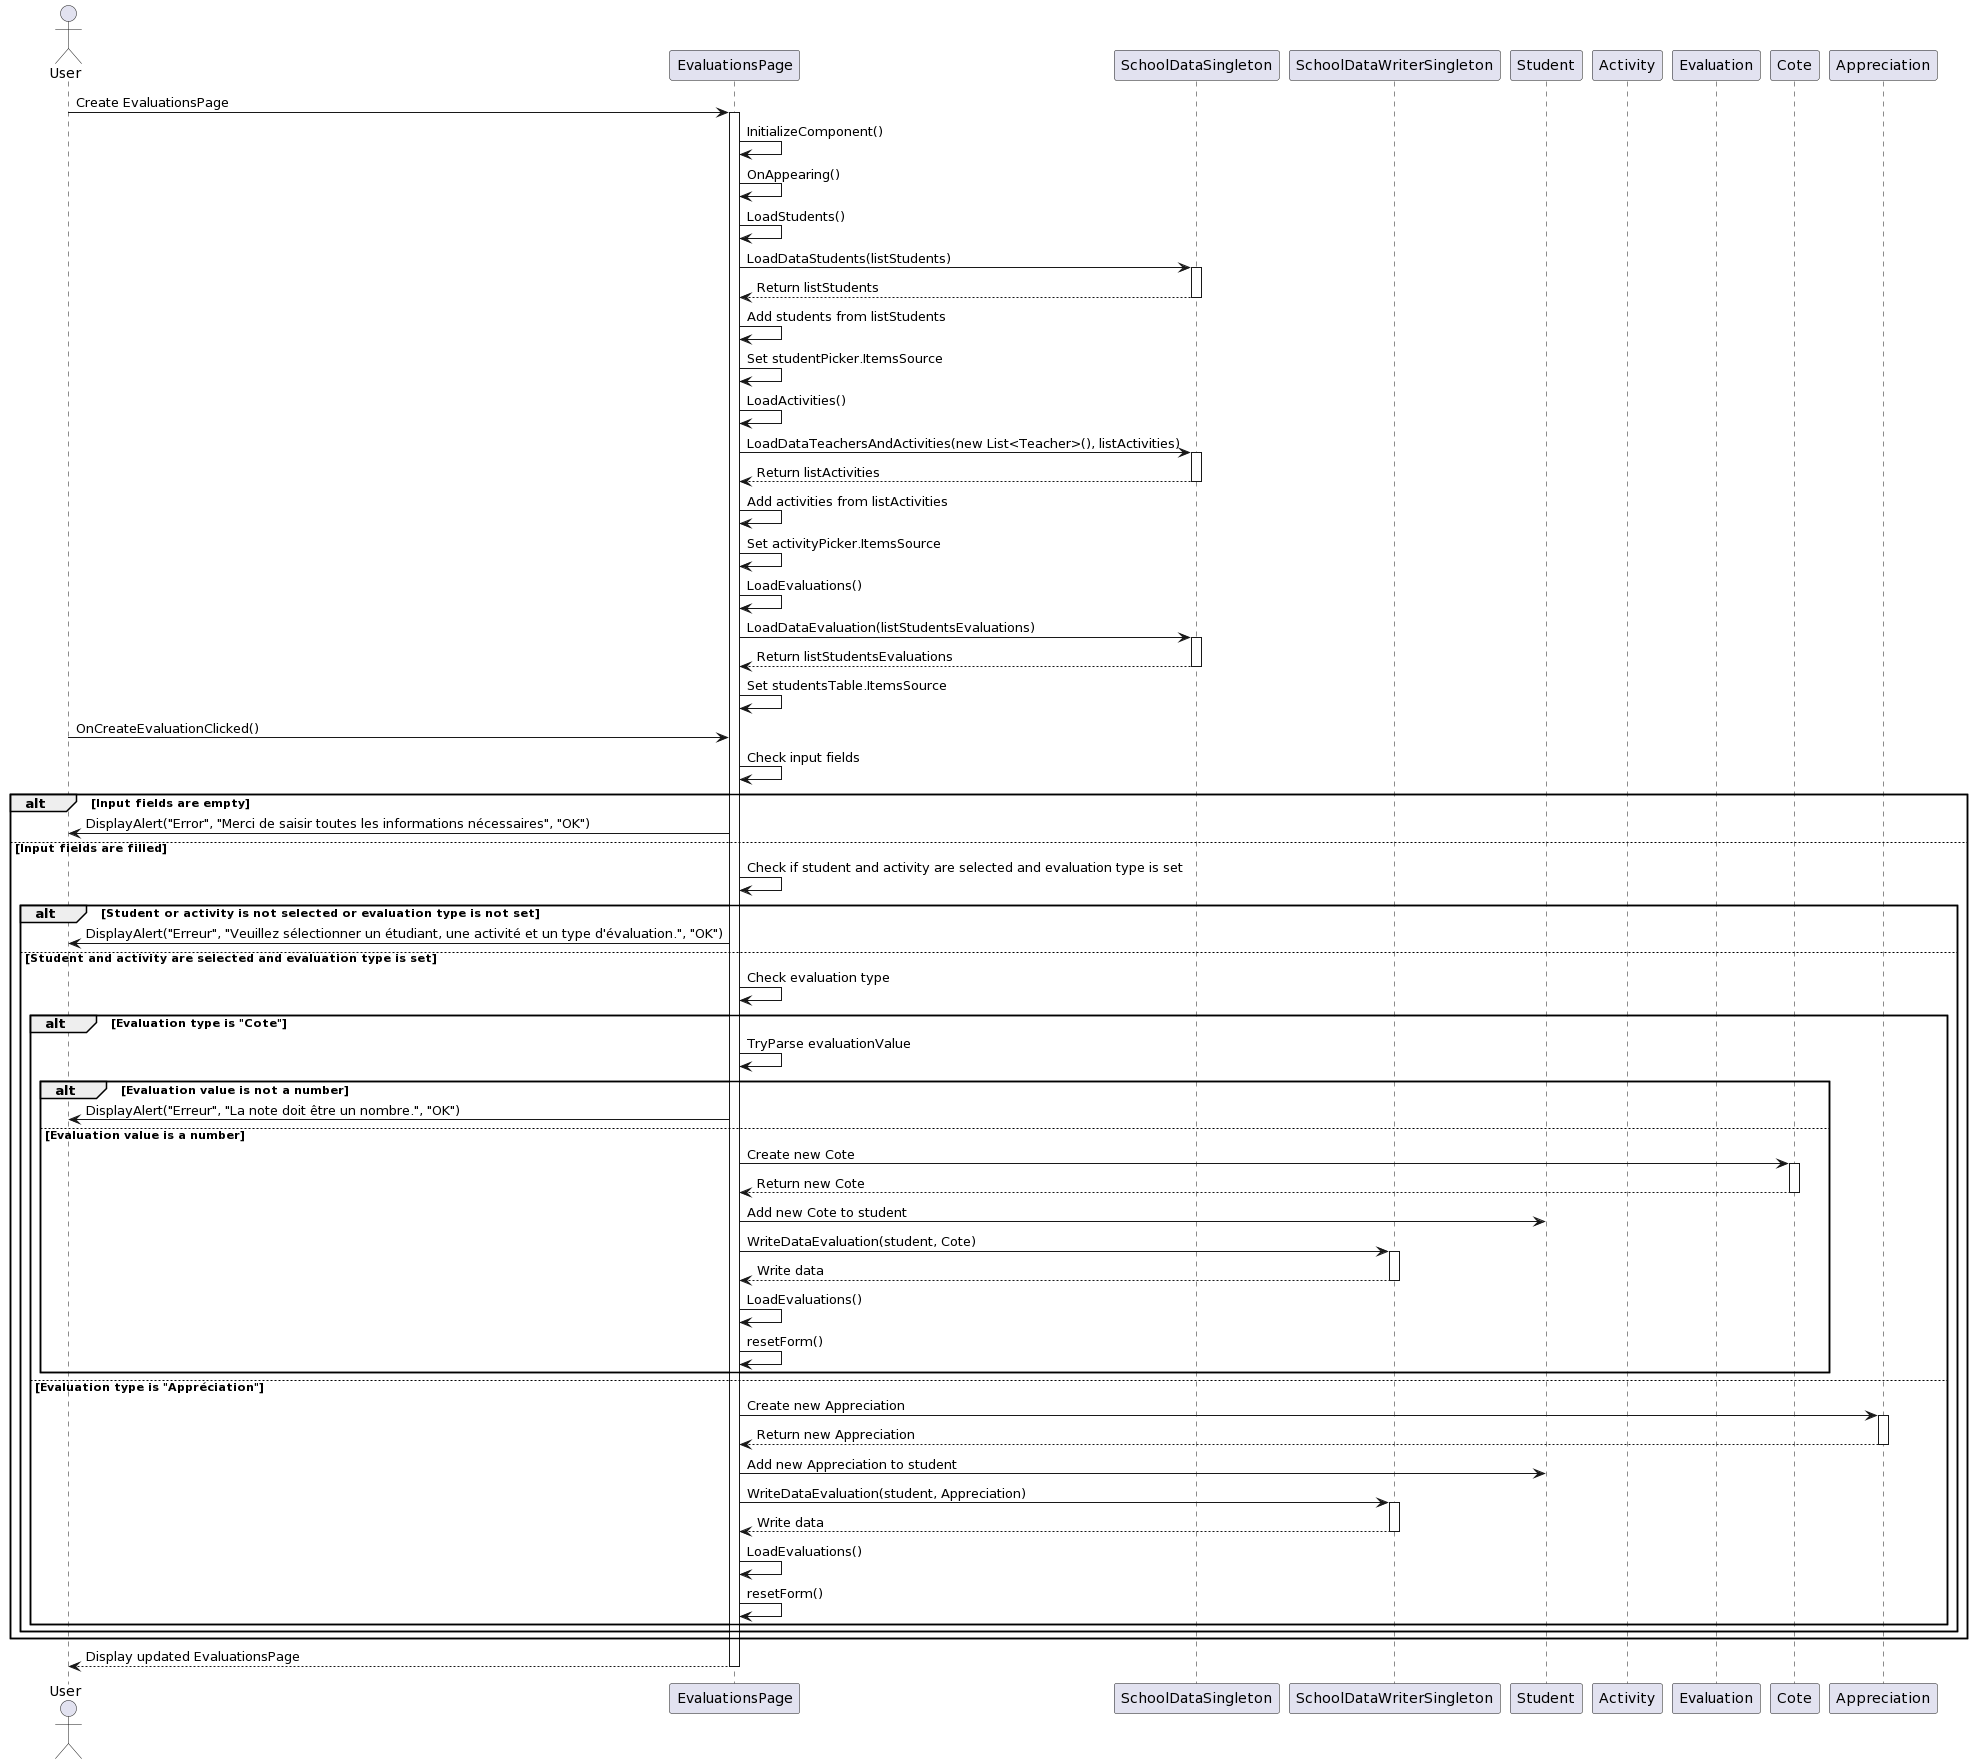 User
EvaluationsPage
SchoolDataSingleton
SchoolDataWriterSingleton
Student
Activity
Evaluation
Cote
Appreciation
Create EvaluationsPage
InitializeComponent()
OnAppearing()
LoadStudents()
LoadDataStudents(listStudents)
Return listStudents
Add students from listStudents
Set studentPicker.ItemsSource
LoadActivities()
LoadDataTeachersAndActivities(new List<Teacher>(), listActivities)
Return listActivities
Add activities from listActivities
Set activityPicker.ItemsSource
LoadEvaluations()
LoadDataEvaluation(listStudentsEvaluations)
Return listStudentsEvaluations
Set studentsTable.ItemsSource
OnCreateEvaluationClicked()
Check input fields
alt [Input fields are empty]
DisplayAlert("Error", "Merci de saisir toutes les informations nécessaires", "OK")
[Input fields are filled]
Check if student and activity are selected and evaluation type is set
alt [Student or activity is not selected or evaluation type is not set]
DisplayAlert("Erreur", "Veuillez sélectionner un étudiant, une activité et un type d'évaluation.", "OK")
[Student and activity are selected and evaluation type is set]
Check evaluation type
alt [Evaluation type is "Cote"]
TryParse evaluationValue
alt [Evaluation value is not a number]
DisplayAlert("Erreur", "La note doit être un nombre.", "OK")
[Evaluation value is a number]
Create new Cote
Return new Cote
Add new Cote to student
WriteDataEvaluation(student, Cote)
Write data
LoadEvaluations()
resetForm()
[Evaluation type is "Appréciation"]
Create new Appreciation
Return new Appreciation
Add new Appreciation to student
WriteDataEvaluation(student, Appreciation)
Write data
LoadEvaluations()
resetForm()
Display updated EvaluationsPage
User
EvaluationsPage
SchoolDataSingleton
SchoolDataWriterSingleton
Student
Activity
Evaluation
Cote
Appreciation